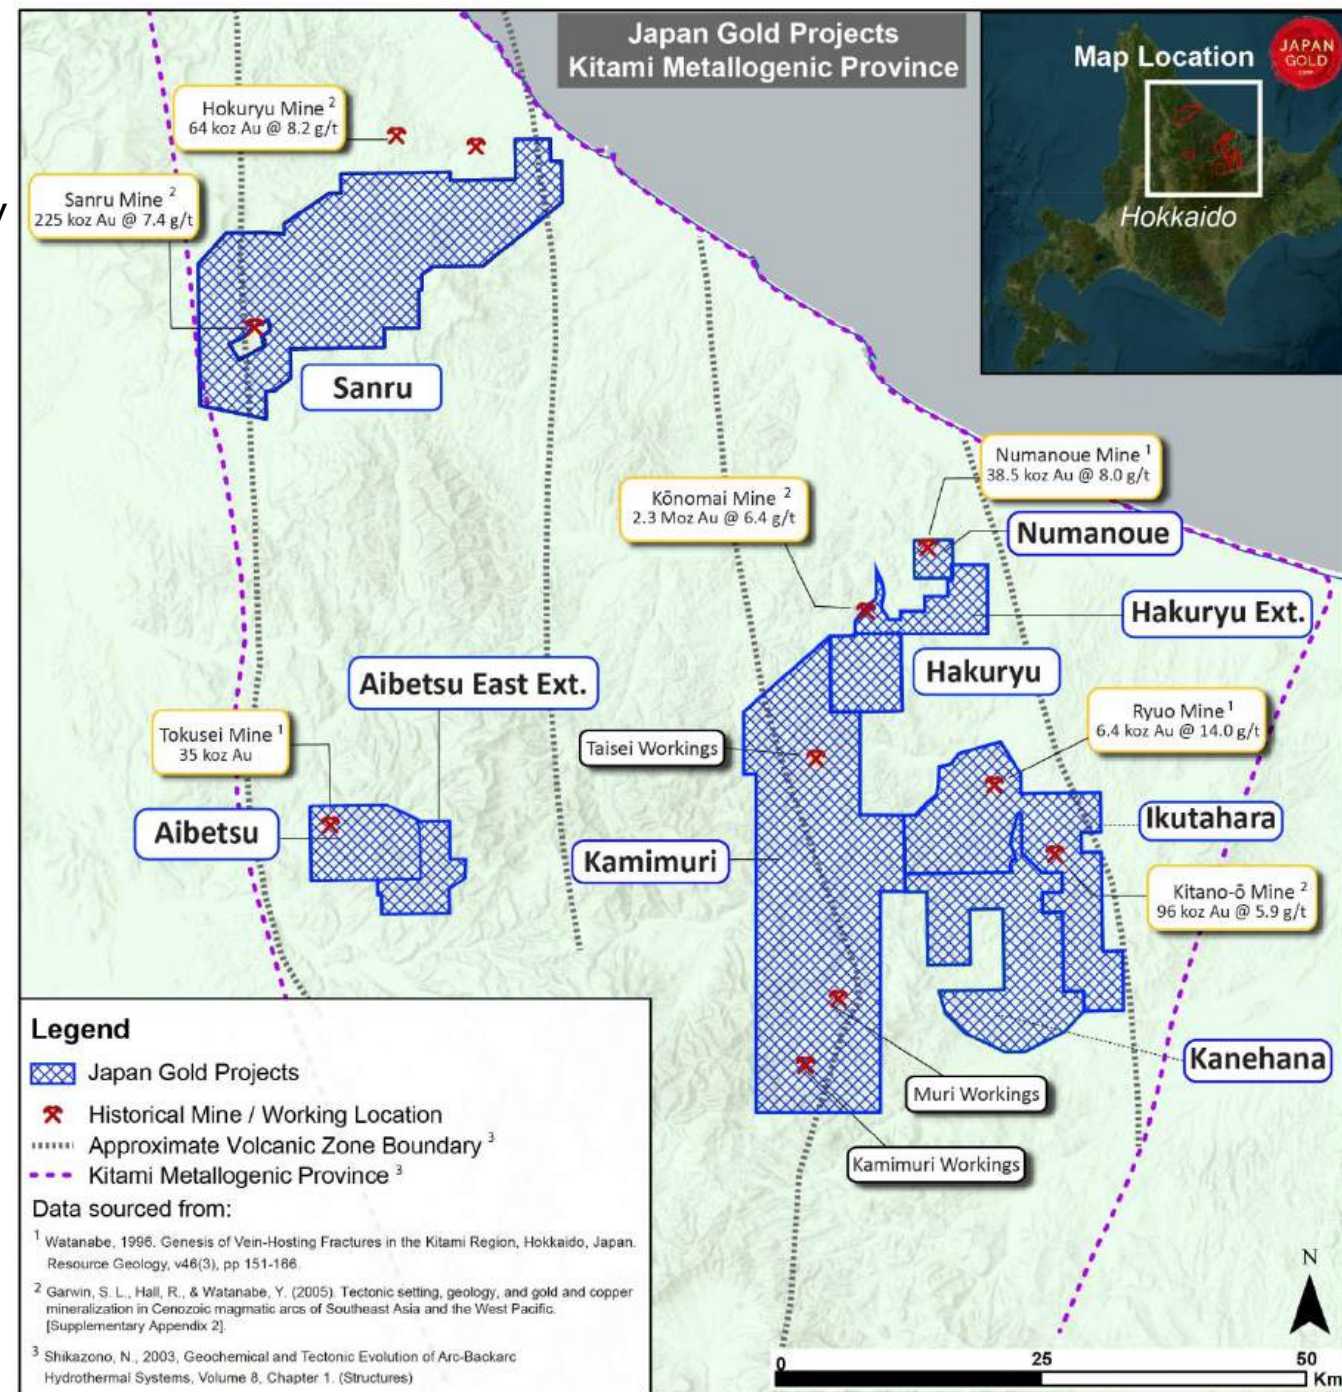 Japan Gold Projects
Kitami Metallogenic Province
Map Location
JAPAN
GOLD
.com
Hokkaido
Hokuryu Mine 2
64 koz Au @ 8.2 g/t
Sanru Mine 2
225 koz Au @ 7.4 g/t
y
Sanru
Numanoue Mine 1
38.5 koz Au @ 8.0 g/t
Kōnomai Mine 2
2.3 Moz Au @ 6.4 g/t
Numanoue
Hakuryu Ext.
Hakuryu
Aibetsu East Ext.
Ryuo Mine 1
6.4 koz Au @ 14.0 g/t
Tokusei Mine 1
35 koz Au
Taisei Workings
Aibetsu
Ikutahara
Kamimuri
Kitano-ō Mine 2
96 koz Au @ 5.9 g/t
Kanehana
Muri Workings
Kamimuri Workings
Legend
Japan Gold Projects
Historical Mine / Working Location
Approximate Volcanic Zone Boundary 3
Kitami Metallogenic Province 3
Data sourced from:
1 Watanabe, 1996. Genesis of Vein-Hosting Fractures in the Kitami Region, Hokkaido, Japan.
Resource Geology, v46(3), pp 151-166.
2 Garwin, S. L., Hall, R., & Watanabe, Y. (2005). Tectonic setting, geology, and gold and copper
mineralization in Cenozoic magmatic arcs of Southeast Asia and the West Pacific.
[Supplementary Appendix 2].
3 Shikazono, N., 2003, Geochemical and Tectonic Evolution of Arc-Backarc
Hydrothermal Systems, Volume 8, Chapter 1. (Structures)
N
0 25 50
Km